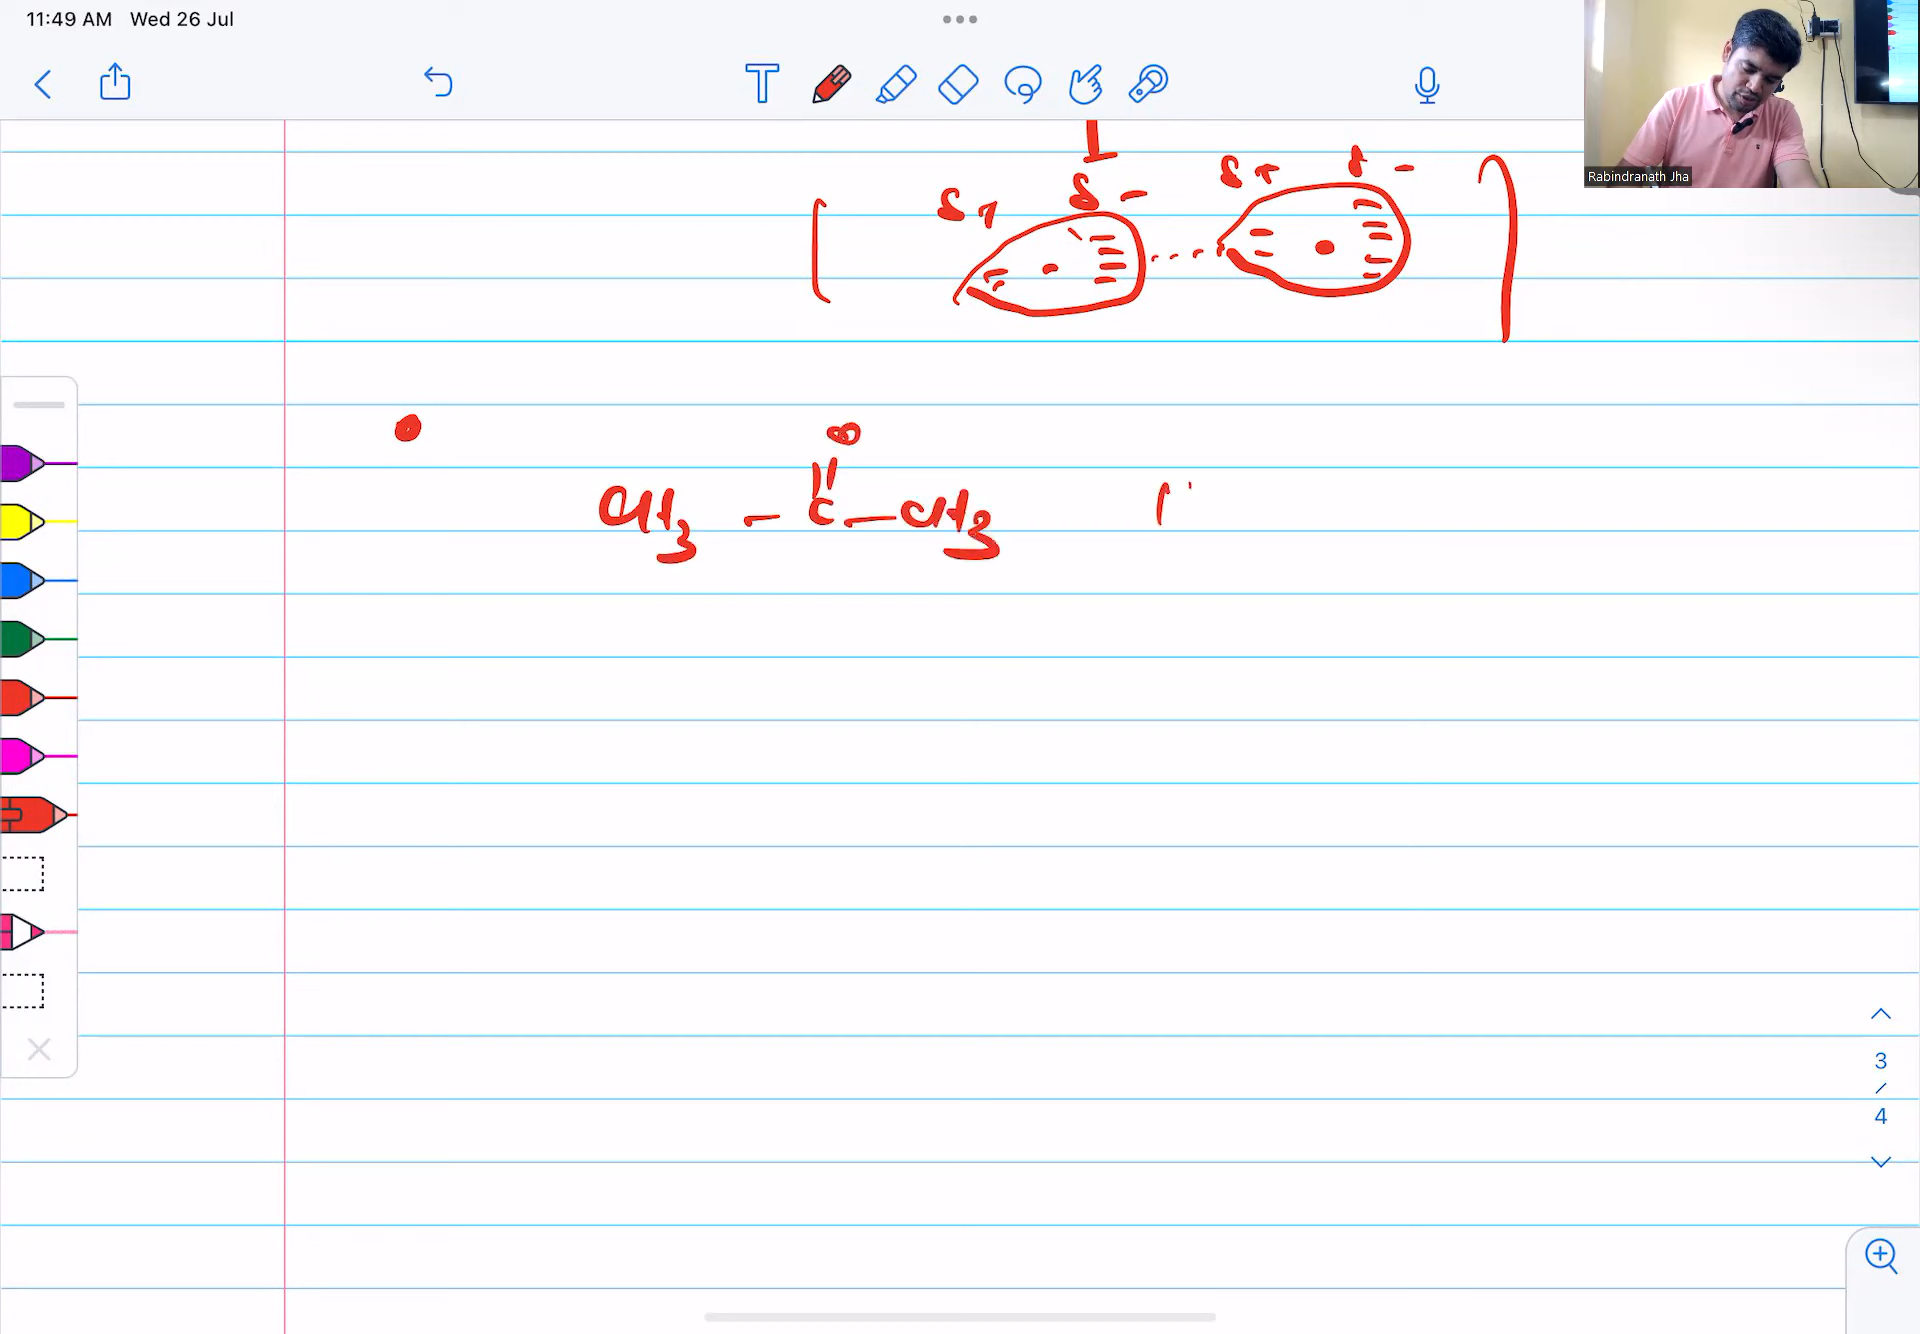 11:49 AM Wed 26 Jul
T
Rabindranath Jha
δ+ δ- δ+ δ-
O
||
CH3 - C - CH3
3
/
4